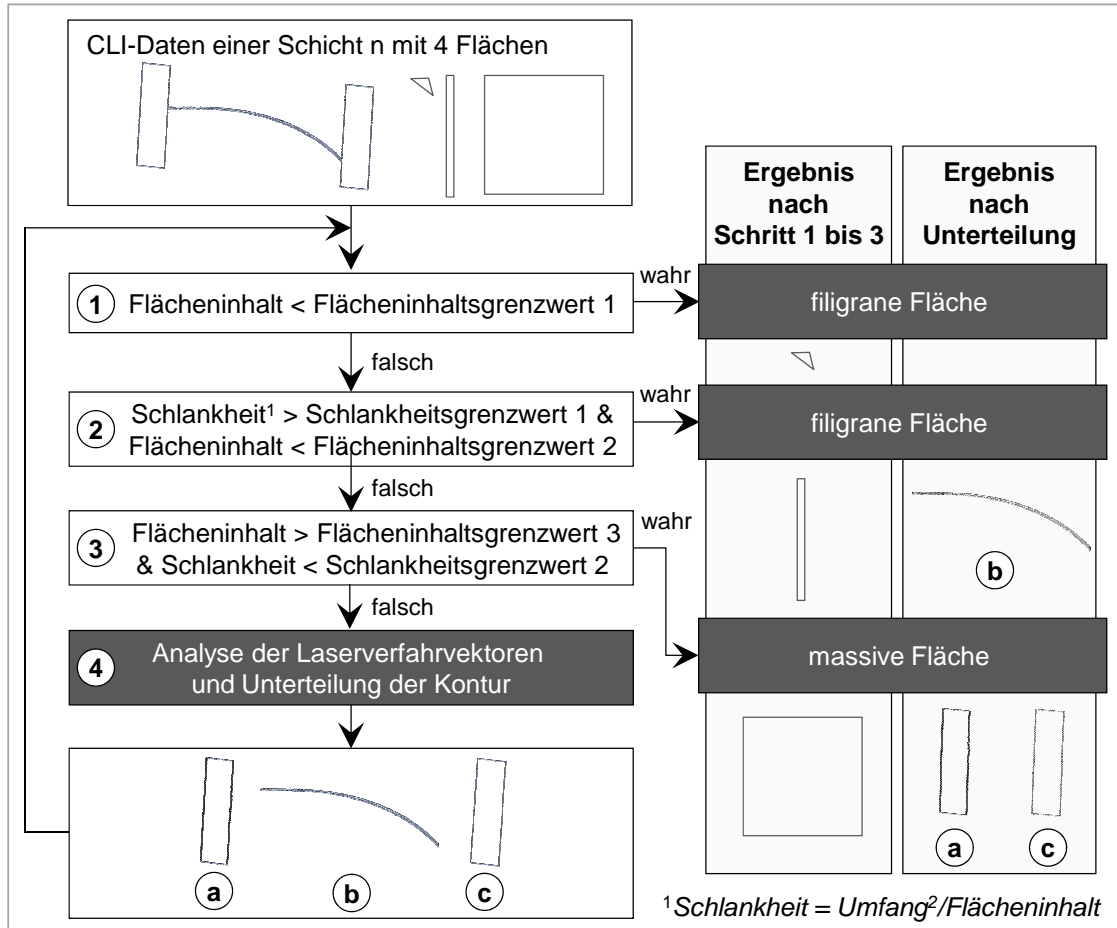 CLI-Daten einer Schicht n mit 4 Flächen
Ergebnis
nach
Schritt 1 bis 3
Ergebnis
nach
Unterteilung
1 Flächeninhalt < Flächeninhaltsgrenzwert 1
wahr
filigrane Fläche
falsch
2 Schlankheit¹ > Schlankheitsgrenzwert 1 &
Flächeninhalt < Flächeninhaltsgrenzwert 2
wahr
filigrane Fläche
falsch
3 Flächeninhalt > Flächeninhaltsgrenzwert 3
& Schlankheit < Schlankheitsgrenzwert 2
wahr
b
falsch
4 Analyse der Laserverfahrvektoren
und Unterteilung der Kontur
massive Fläche
a b c
a c
¹Schlankheit = Umfang²/Flächeninhalt